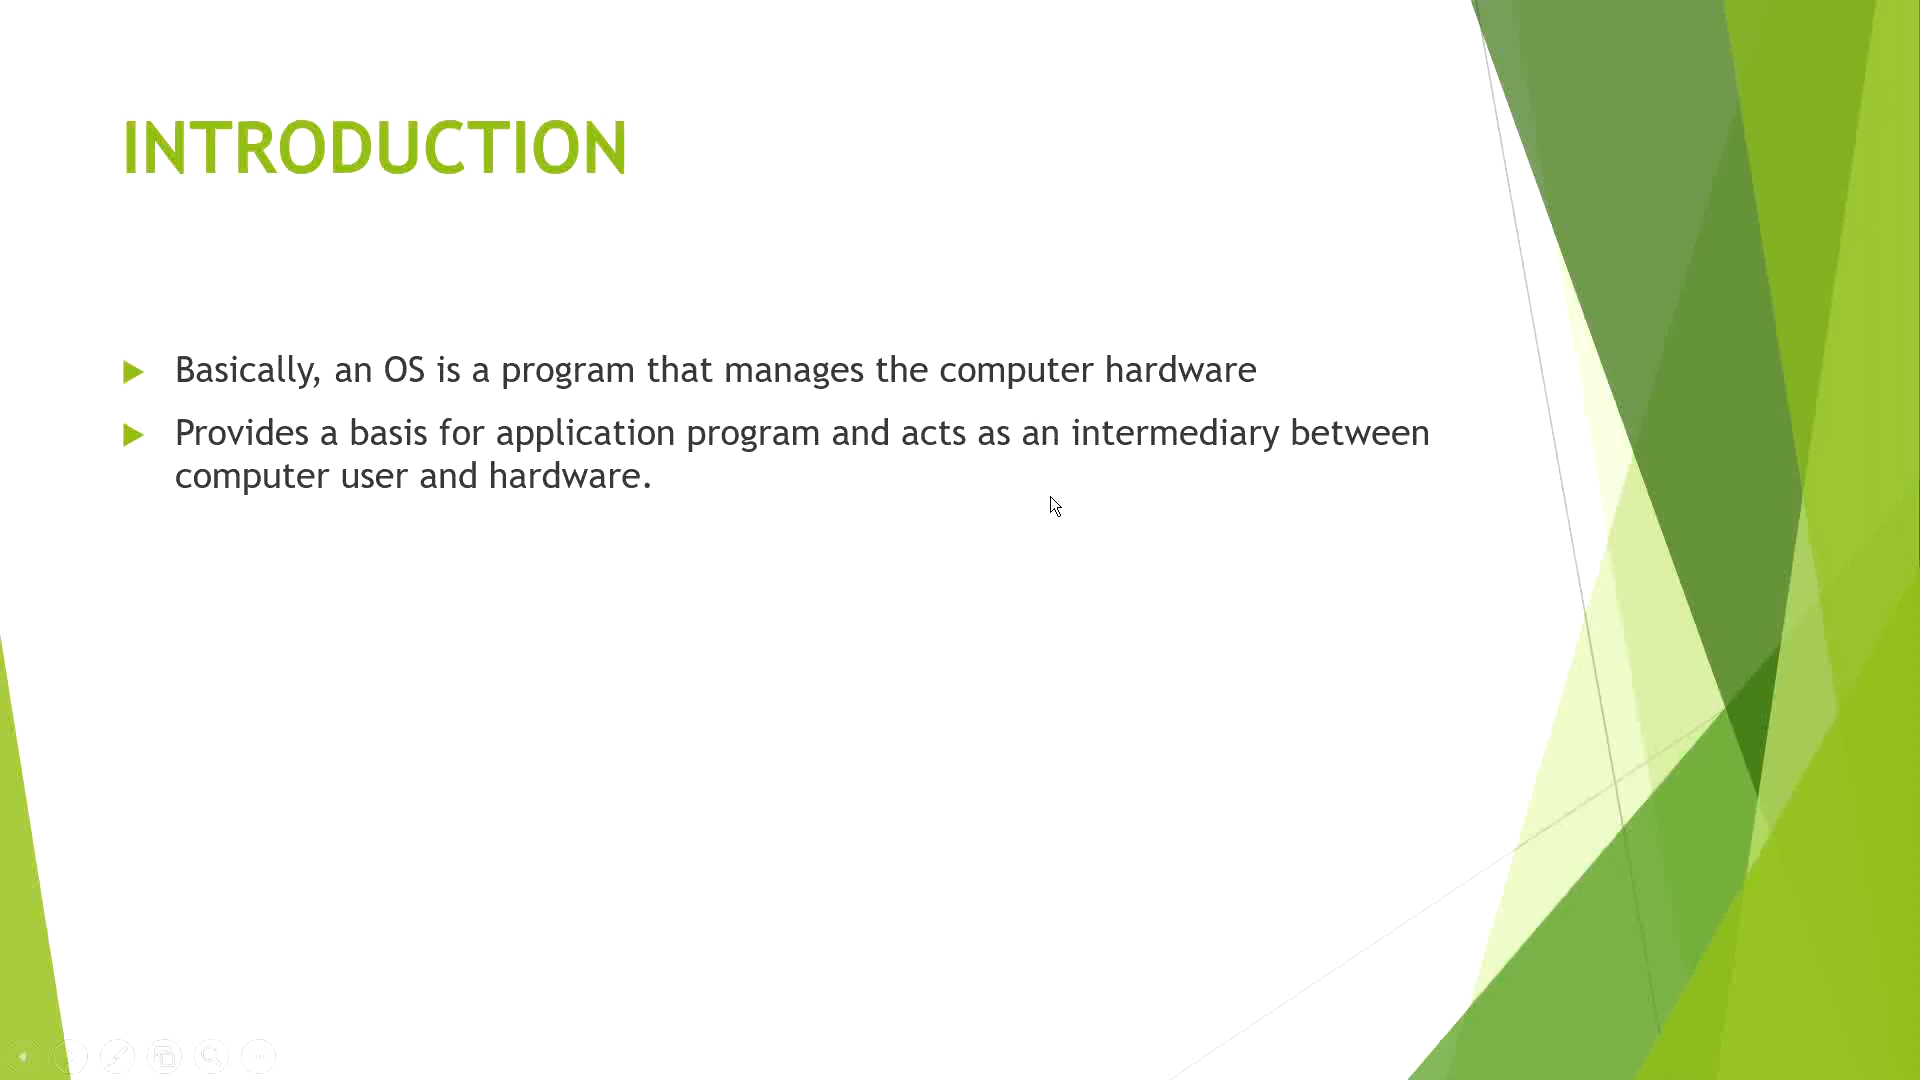 INTRODUCTION
Basically, an OS is a program that manages the computer hardware
Provides a basis for application program and acts as an intermediary between
computer user and hardware.